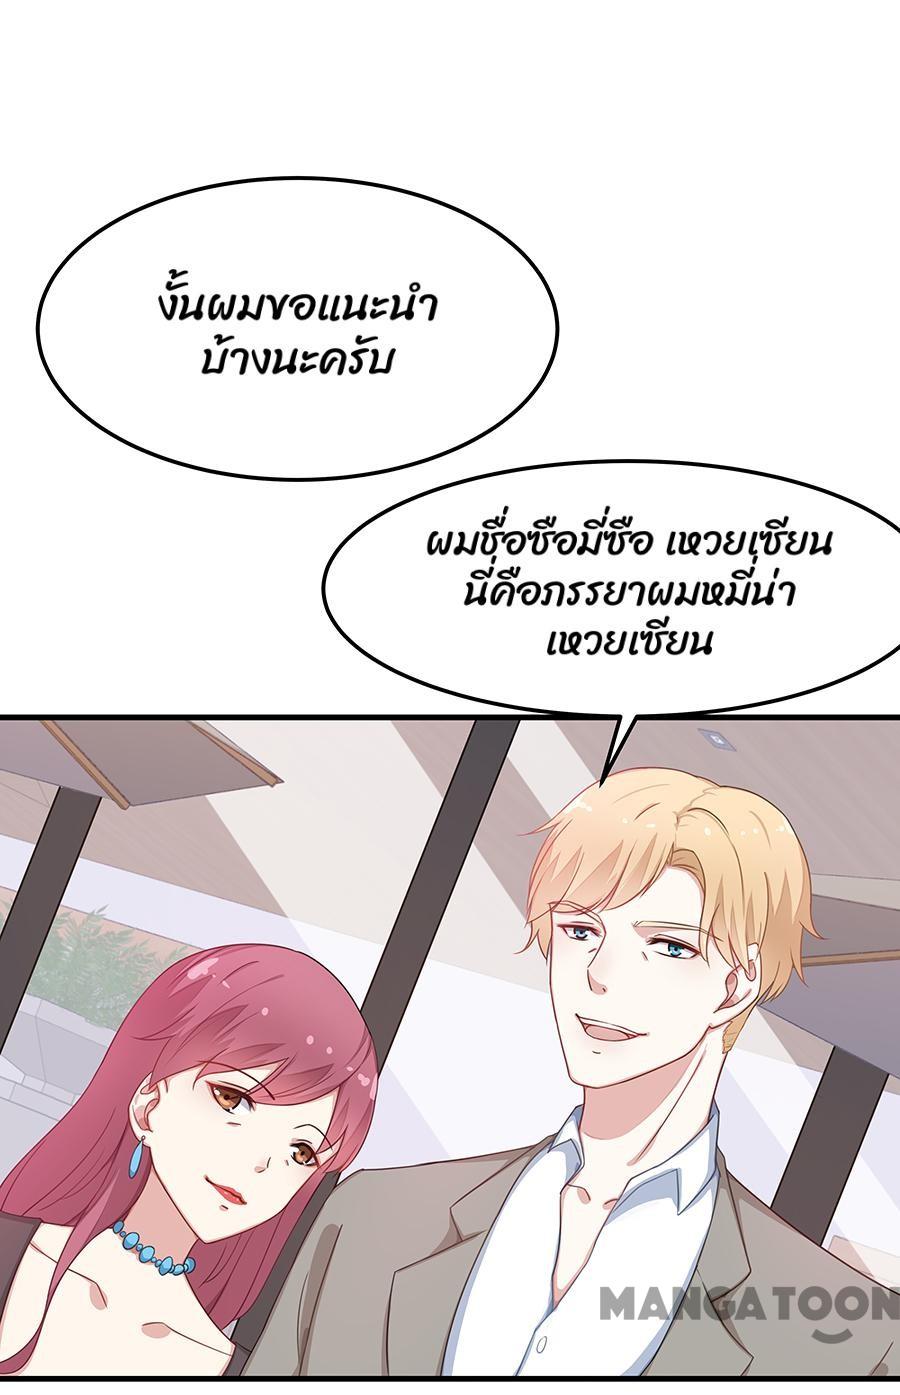 งั้นผมขอแนะนำ
บ้างนะครับ
ผมชื่อซือมี่ซือ เหวยเซียน
นี่คือภรรยาผมหมี่น่า
เหวยเซียน
MANGATOON